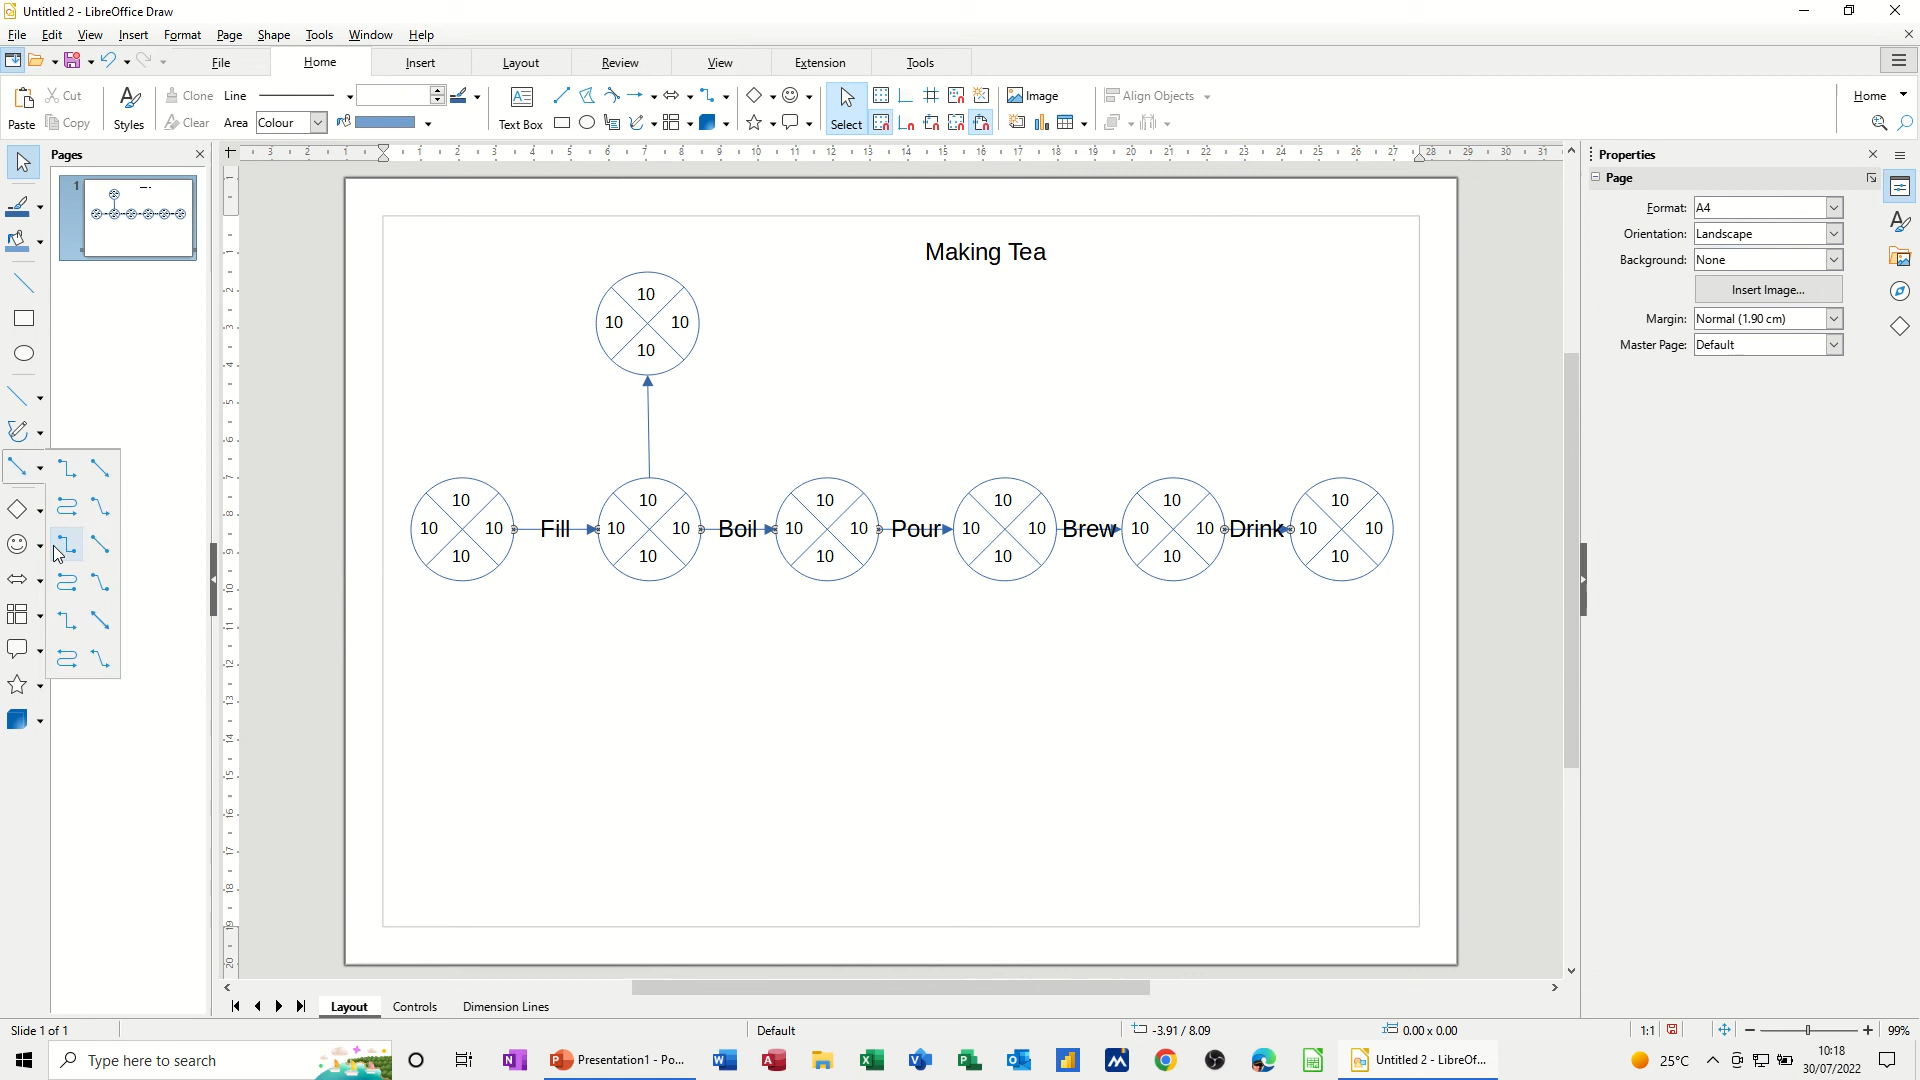 Untitled 2 - LibreOffice Draw
File Edit View Insert Format Page Shape Tools Window Help
File Home Insert Layout Review View Extension Tools
Cut Clone Line Image Align Objects Home
Paste Copy Styles Clear Area Colour Text Box Select
Pages
Properties
Page
Format: A4
Orientation: Landscape
Background: None
Insert Image...
Margin: Normal (1.90 cm)
Master Page: Default
1
Making Tea
10
10 10
10
10 10 10 10 10 10
10 10 Fill 10 10 Boil 10 10 Pour 10 10 Brew 10 10 Drink 10 10
10 10 10 10 10 10
Layout Controls Dimension Lines
Slide 1 of 1 Default -3.91 / 8.09 0.00 x 0.00 1:1 99%
Type here to search Presentation1 - Po... Untitled 2 - LibreOf... 25°C 10:18
30/07/2022